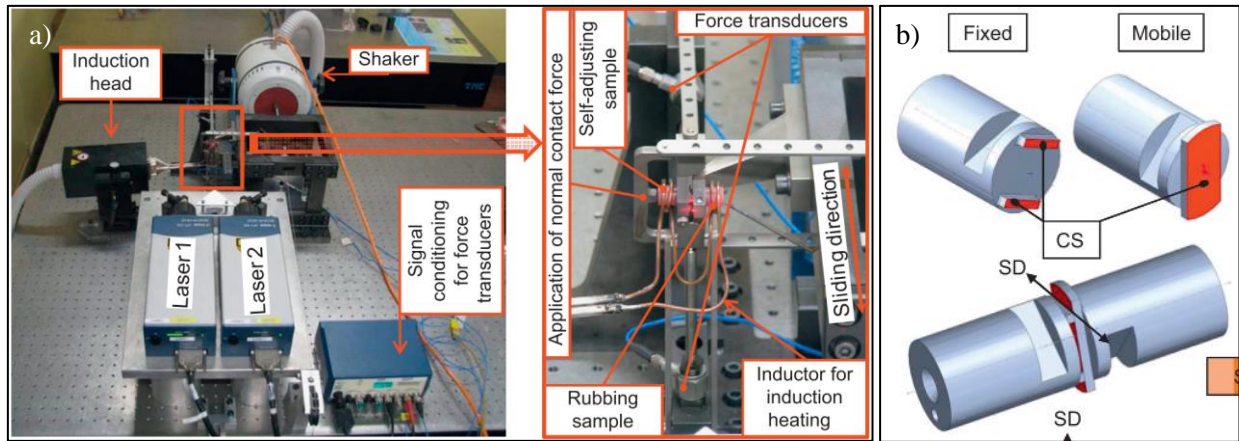 a)
Induction
head
Shaker
Laser 1
Laser 2
Signal
conditioning
for force
transducers
Application of normal contact force
Self-adjusting
sample
Force transducers
Sliding direction
Rubbing
sample
Inductor for
induction
heating
b)
Fixed
Mobile
CS
SD
SD